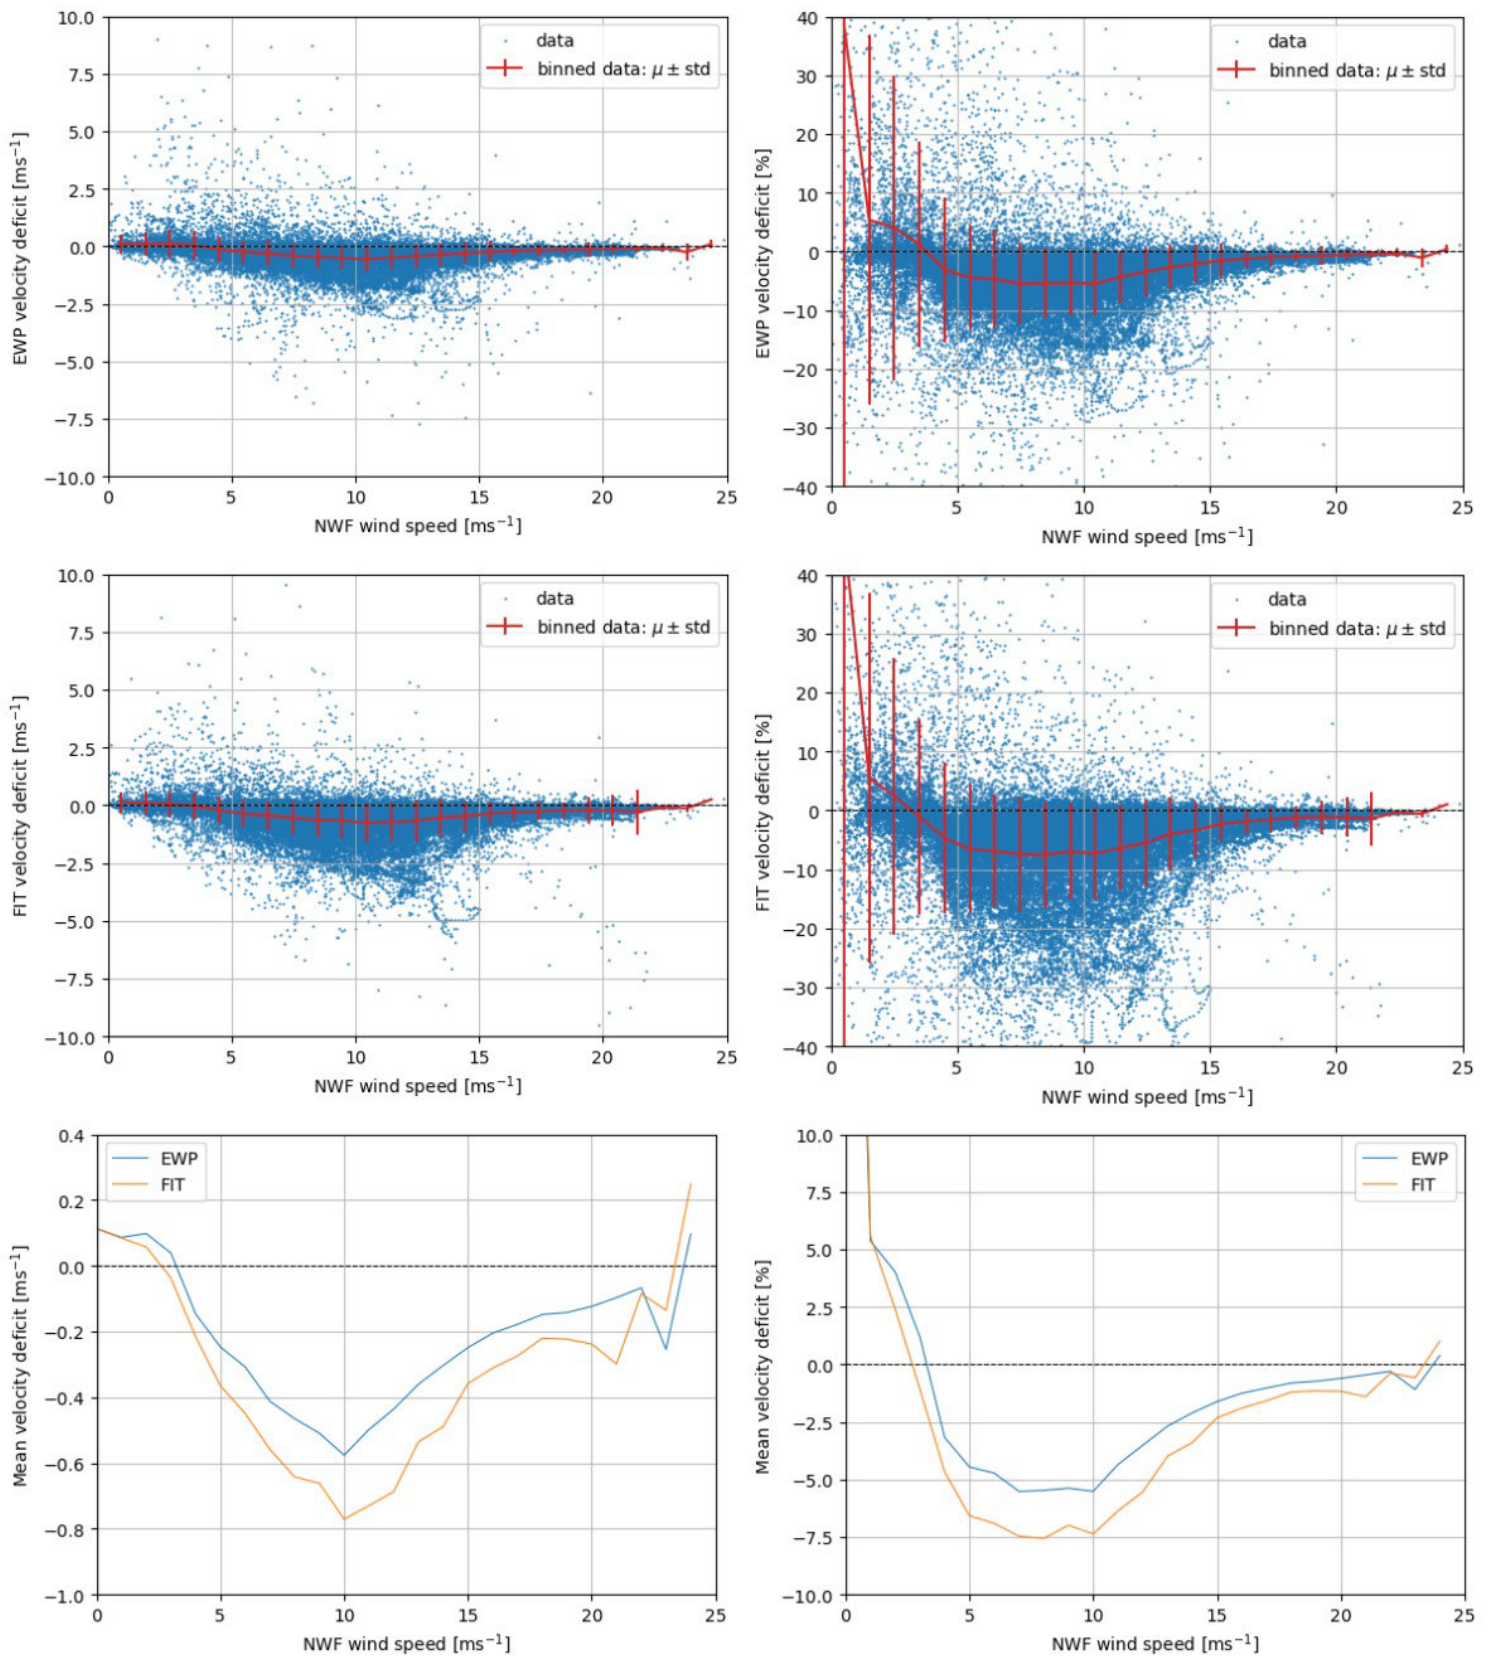 10.0
7.5
5.0
2.5
0.0
−2.5
−5.0
−7.5
−10.0
EWP velocity deficit [ms⁻¹]
data
binned data: μ ± std
0 5 10 15 20 25
NWF wind speed [ms⁻¹]
40
30
20
10
0
−10
−20
−30
−40
EWP velocity deficit [%]
data
binned data: μ ± std
0 5 10 15 20 25
NWF wind speed [ms⁻¹]
10.0
7.5
5.0
2.5
0.0
−2.5
−5.0
−7.5
−10.0
FIT velocity deficit [ms⁻¹]
data
binned data: μ ± std
0 5 10 15 20 25
NWF wind speed [ms⁻¹]
40
30
20
10
0
−10
−20
−30
−40
FIT velocity deficit [%]
data
binned data: μ ± std
0 5 10 15 20 25
NWF wind speed [ms⁻¹]
0.4
0.2
0.0
−0.2
−0.4
−0.6
−0.8
−1.0
Mean velocity deficit [ms⁻¹]
EWP
FIT
0 5 10 15 20 25
NWF wind speed [ms⁻¹]
10.0
7.5
5.0
2.5
0.0
−2.5
−5.0
−7.5
−10.0
Mean velocity deficit [%]
EWP
FIT
0 5 10 15 20 25
NWF wind speed [ms⁻¹]